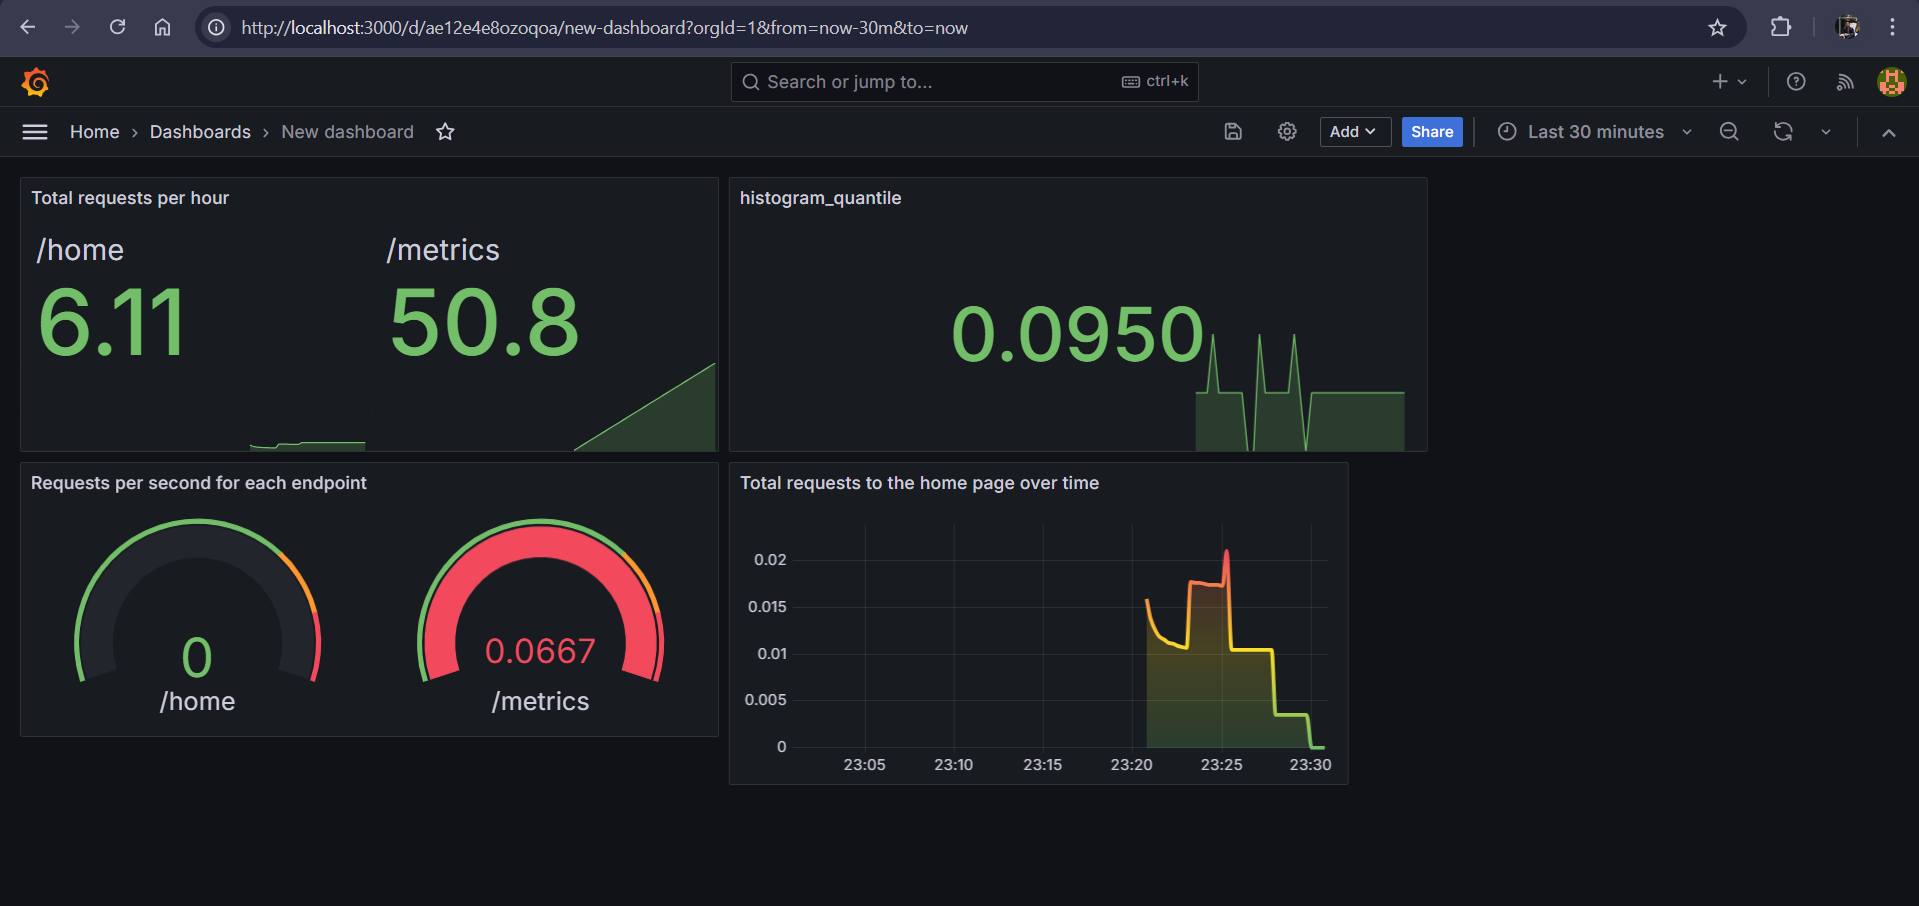 http://localhost:3000/d/ae12e4e8ozoqoa/new-dashboard?orgId=1&from=now-30m&to=now
Search or jump to... ctrl+k
Home › Dashboards › New dashboard
Add Share Last 30 minutes
Total requests per hour
/home /metrics
6.11 50.8
histogram_quantile
0.0950
Requests per second for each endpoint
0 0.0667
/home /metrics
Total requests to the home page over time
0.02
0.015
0.01
0.005
0
23:05 23:10 23:15 23:20 23:25 23:30